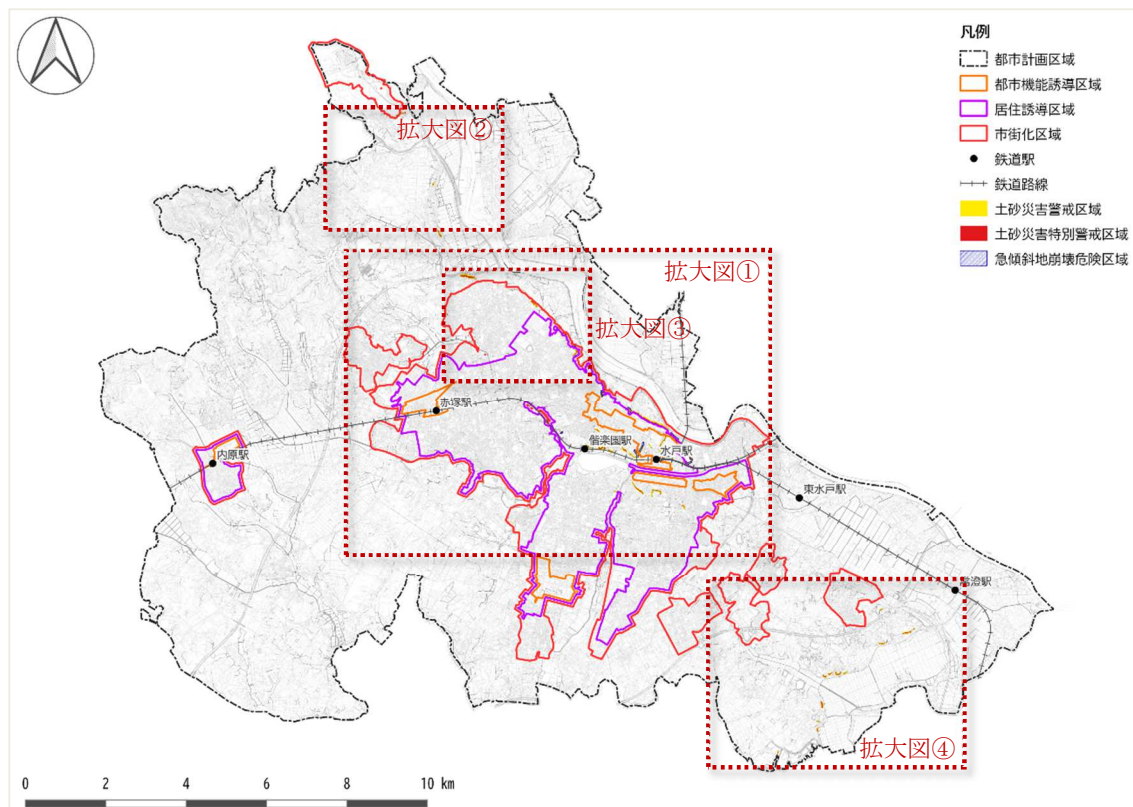 凡例
都市計画区域
都市機能誘導区域
居住誘導区域
市街化区域
鉄道駅
鉄道路線
土砂災害警戒区域
土砂災害特別警戒区域
急傾斜地崩壊危険区域
拡大図②
拡大図①
拡大図③
赤塚駅
偕楽園駅
水戸駅
内原駅
東水戸駅
常澄駅
拡大図④
0 2 4 6 8 10 km